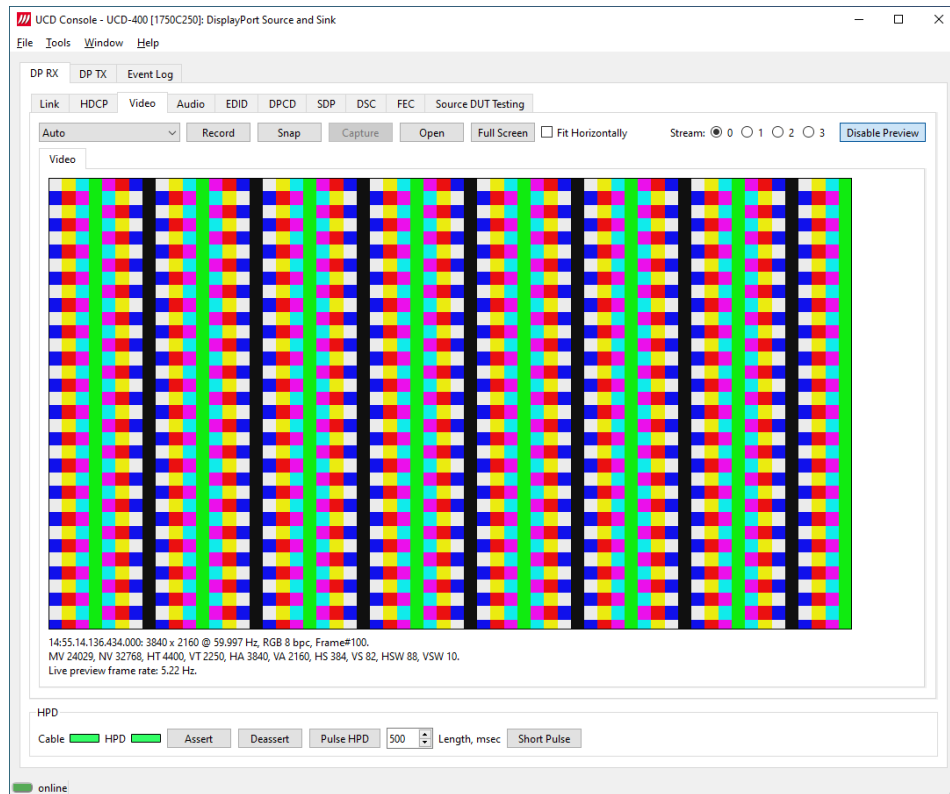 UCD Console - UCD-400 [1750C250]: DisplayPort Source and Sink
File Tools Window Help
DP RX DP TX Event Log
Link HDCP Video Audio EDID DPCD SDP DSC FEC Source DUT Testing
Auto Record Snap Capture Open Full Screen Fit Horizontally Stream: 0 1 2 3 Disable Preview
Video
14:55.14.136.434.000: 3840 x 2160 @ 59.997 Hz, RGB 8 bpc, Frame#100.
MV 24029, NV 32768, HT 4400, VT 2250, HA 3840, VA 2160, HS 384, VS 82, HSW 88, VSW 10.
Live preview frame rate: 5.22 Hz.
HPD
Cable HPD Assert Deassert Pulse HPD 500 Length, msec Short Pulse
online